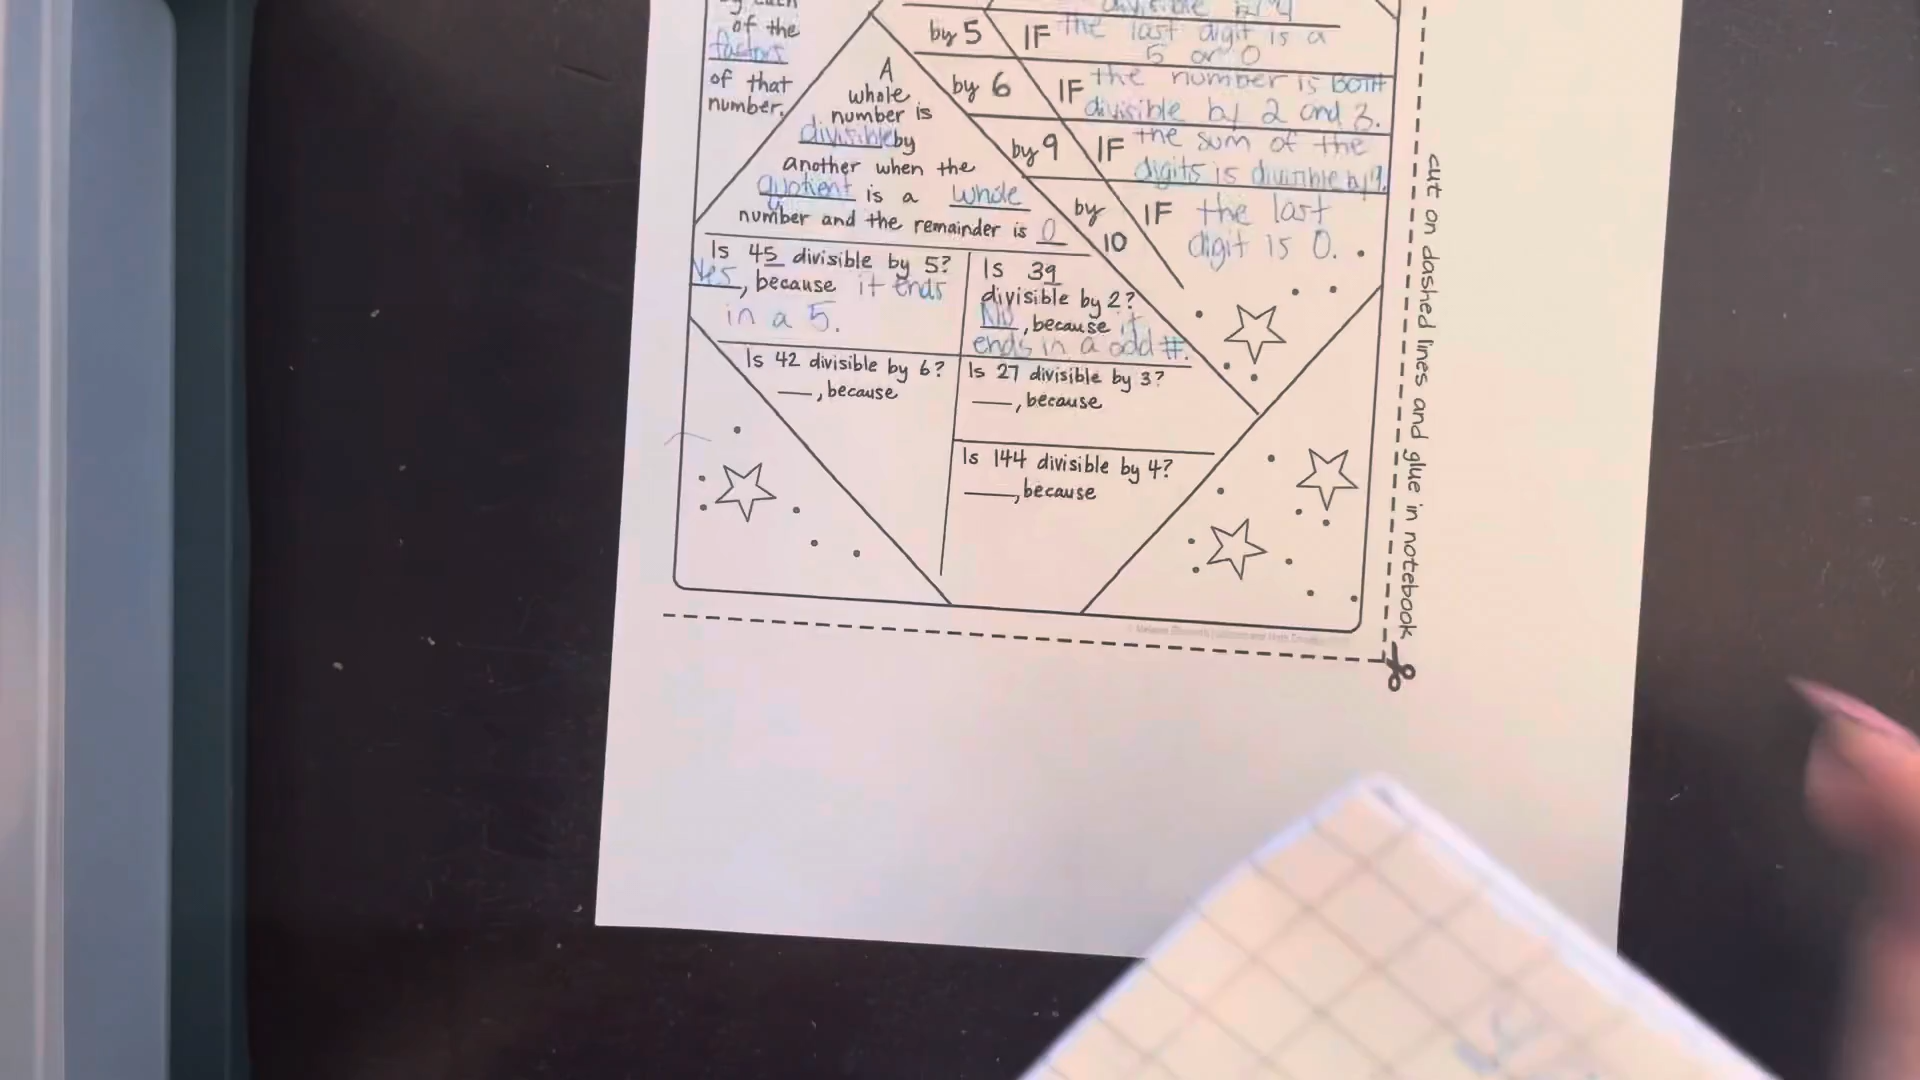 of the
factors
of that
number.
divisible by 4
by 5 IF the last digit is a
5 or 0
by 6 IF the number is BOTH
divisible by 2 and 3.
by 9 IF the sum of the
digits is divisible by 9.
by
10 IF the last
digit is 0.
A
whole
number is
divisible by
another when the
quotient is a whole
number and the remainder is 0
Is 45 divisible by 5?
Yes, because it ends
in a 5.
Is 39
divisible by 2?
No, because it
ends in a odd #.
Is 42 divisible by 6?
___, because
Is 27 divisible by 3?
___, because
Is 144 divisible by 4?
___, because
cut on dashed lines and glue in notebook